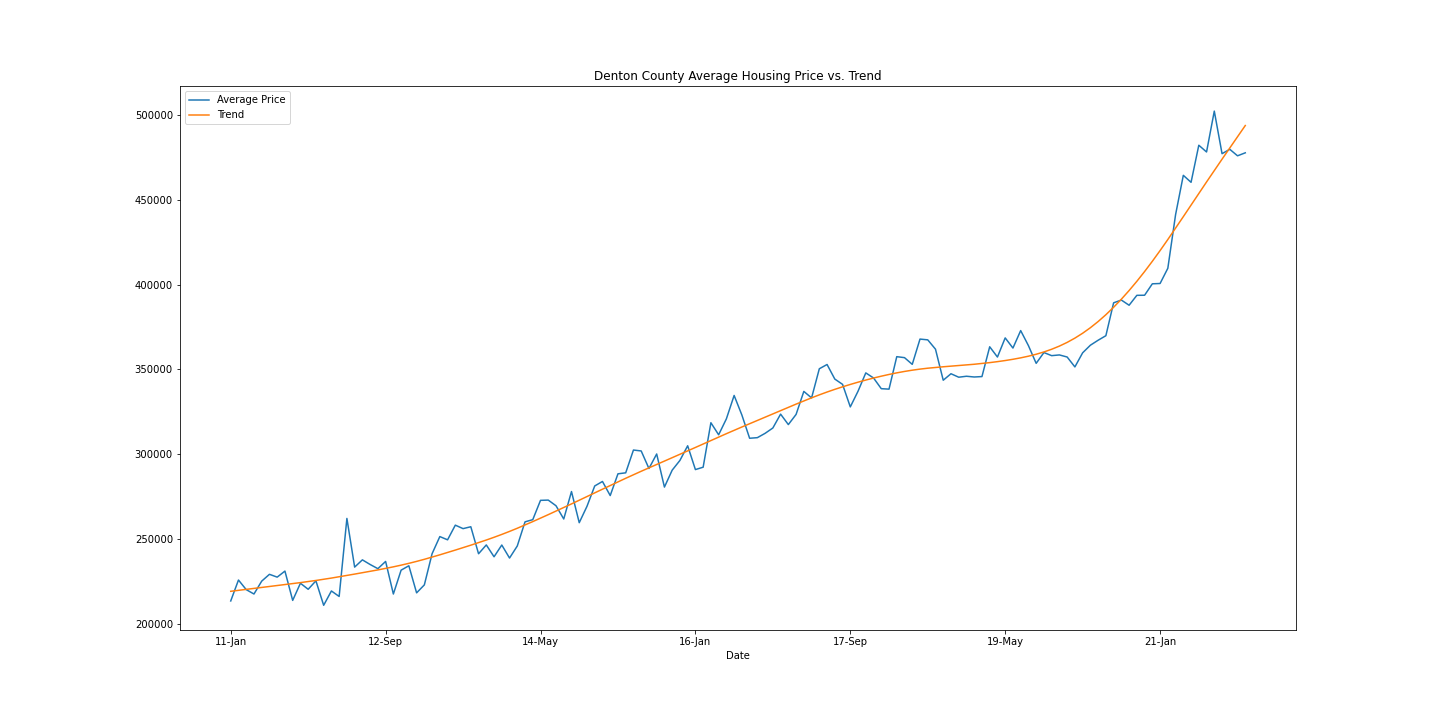 Denton County Average Housing Price vs. Trend
Average Price
Trend
500000
450000
400000
350000
300000
250000
200000
11-Jan 12-Sep 14-May 16-Jan 17-Sep 19-May 21-Jan
Date